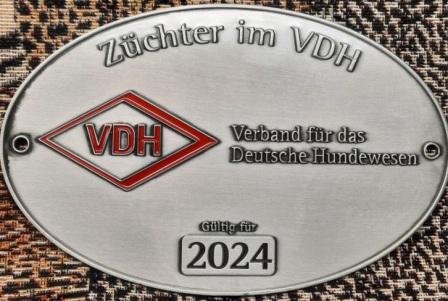 Züchter im VDH
VDH
Verband für das
Deutsche Hundewesen
Gültig für
2024